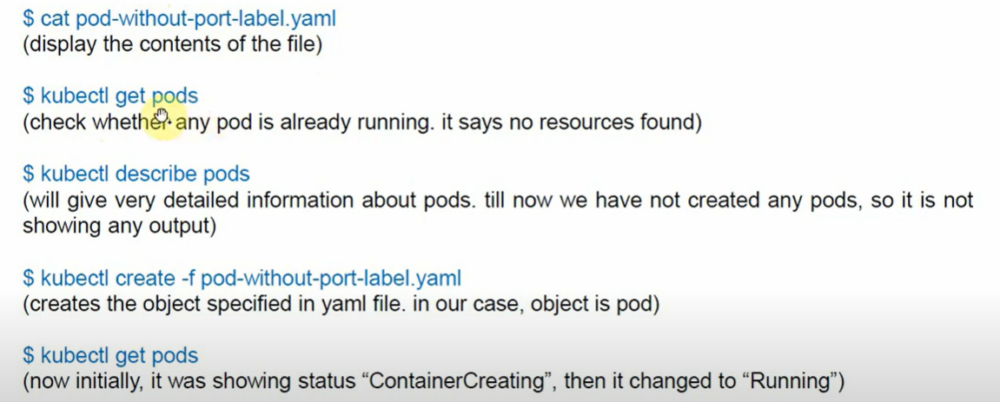 $ cat pod-without-port-label.yaml
(display the contents of the file)
$ kubectl get pods
(check whether any pod is already running. it says no resources found)
$ kubectl describe pods
(will give very detailed information about pods. till now we have not created any pods, so it is not
showing any output)
$ kubectl create -f pod-without-port-label.yaml
(creates the object specified in yaml file. in our case, object is pod)
$ kubectl get pods
(now initially, it was showing status “ContainerCreating”, then it changed to “Running”)